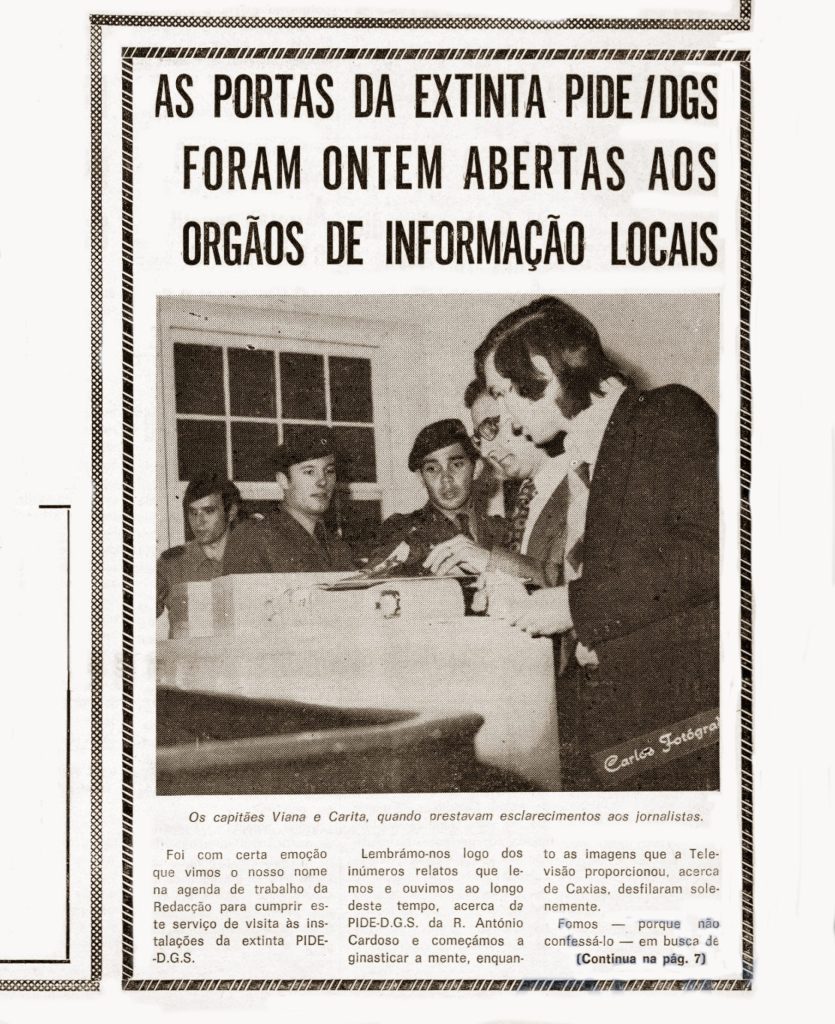 AS PORTAS DA EXTINTA PIDE/DGS
FORAM ONTEM ABERTAS AOS
ORGÃOS DE INFORMAÇÃO LOCAIS
Carlos Fotógra
Os capitães Viana e Carita, quando prestavam esclarecimentos aos jornalistas.
Foi com certa emoção
que vimos o nosso nome
na agenda de trabalho da
Redacção para cumprir es-
te serviço de visita às ins-
talações da extinta PIDE-
-D.G.S.
Lembrámo-nos logo dos
inúmeros relatos que le-
mos e ouvimos ao longo
deste tempo, acerca da
PIDE-D.G.S. da R. António
Cardoso e começámos a
ginasticar a mente, enquan-
to as imagens que a Tele-
visão proporcionou, acerca
de Caxias, desfilaram sole-
nemente.
Fomos — porque não
confessá-lo — em busca de
(Continua na pág. 7)